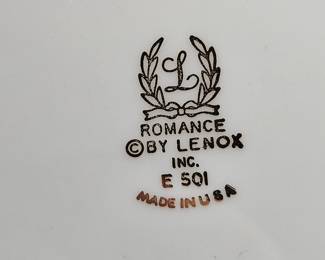 L
ROMANCE
© BY LENOX
INC.
E 501
MADE IN USA